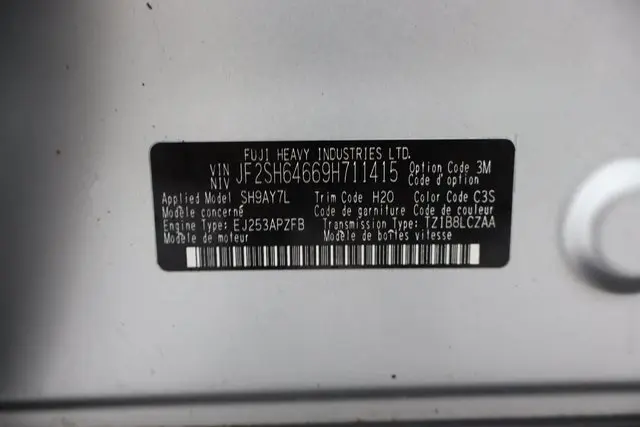 FUJI HEAVY INDUSTRIES LTD.
VIN NIV JF2SH64669H711415 Option Code 3M
Code d'option
Applied Model SH9AY7L Trim Code H20 Color Code C3S
Modèle concerné Code de garniture Code de couleur
Engine Type: EJ253APZFB Transmission Type: TZ1B8LCZAA
Modèle de moteur Modèle de boîtes vitesse